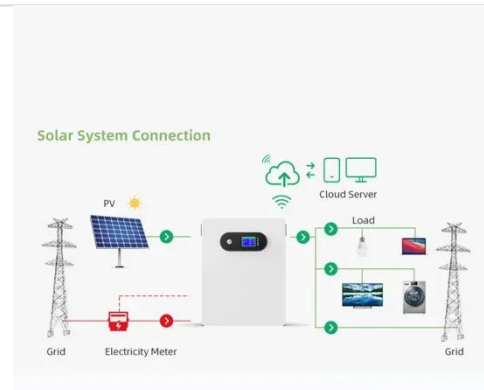 Solar System Connection
Cloud Server
PV
Load
Grid
Electricity Meter
Grid